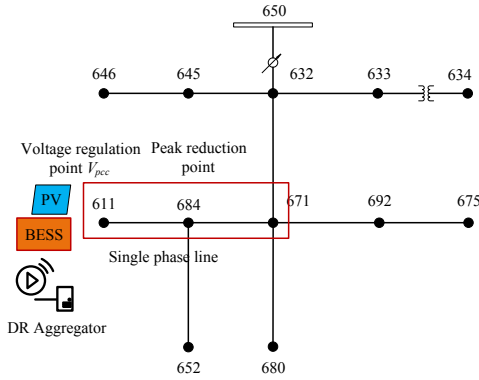 650
646
645
632
633
634
Voltage regulation
point Vpcc
Peak reduction
point
PV
611
684
671
692
675
BESS
Single phase line
DR Aggregator
652
680